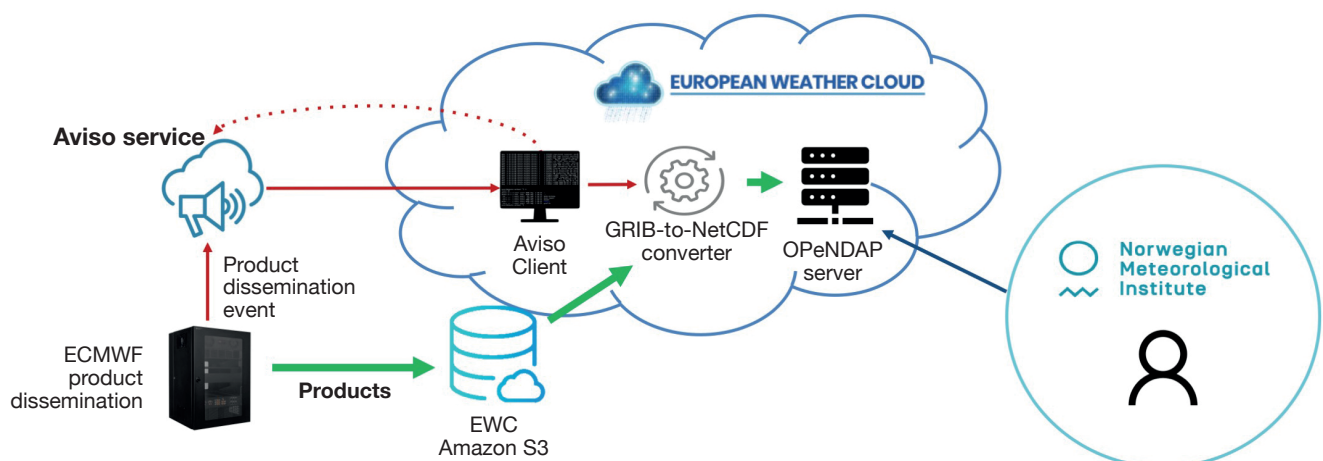 EUROPEAN WEATHER CLOUD
Aviso service
Aviso
Client
GRIB-to-NetCDF
converter
OPeNDAP
server
Norwegian
Meteorological
Institute
Product
dissemination
event
ECMWF
product
dissemination
Products
EWC
Amazon S3